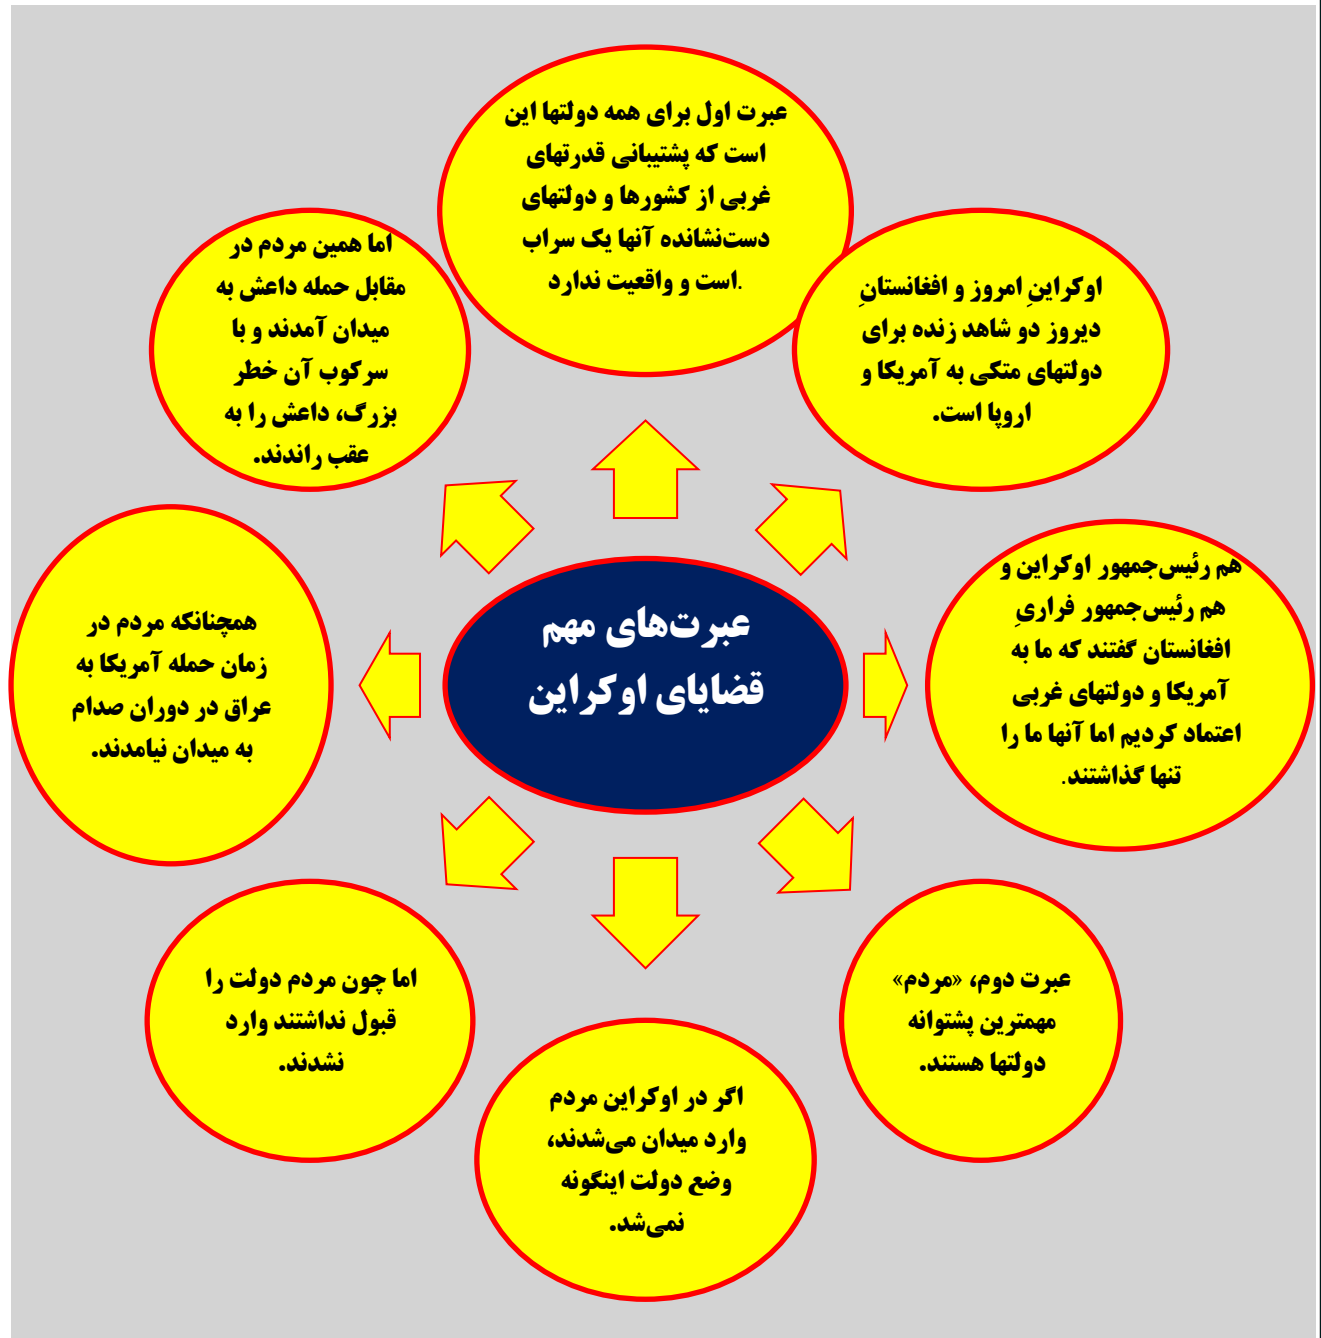 عبرت‌های مهم
قضایای اوکراین
عبرت اول برای همه دولتها این
است که پشتیبانی قدرتهای
غربی از کشورها و دولتهای
دست‌نشانده آنها یک سراب
است و واقعیت ندارد.
اوکراینِ امروز و افغانستانِ
دیروز دو شاهد زنده برای
دولتهای متکی به آمریکا و
اروپا است.
هم رئیس‌جمهور اوکراین و
هم رئیس‌جمهور فراریِ
افغانستان گفتند که ما به
آمریکا و دولتهای غربی
اعتماد کردیم اما آنها ما را
تنها گذاشتند.
عبرت دوم، «مردم»
مهمترین پشتوانه
دولتها هستند.
اگر در اوکراین مردم
وارد میدان می‌شدند،
وضع دولت اینگونه
نمی‌شد.
اما چون مردم دولت را
قبول نداشتند وارد
نشدند.
همچنانکه مردم در
زمان حمله آمریکا به
عراق در دوران صدام
به میدان نیامدند.
اما همین مردم در
مقابل حمله داعش به
میدان آمدند و با
سرکوب آن خطر
بزرگ، داعش را به
عقب راندند.